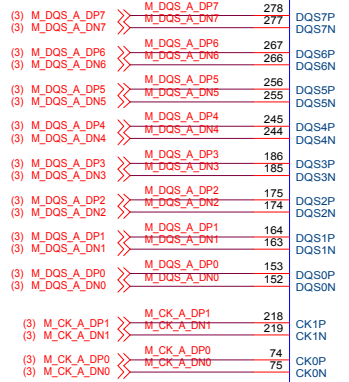 M_DQS_A_DP7 278
(3) M_DQS_A_DP7 DQS7P
(3) M_DQS_A_DN7 M_DQS_A_DN7 277 DQS7N
M_DQS_A_DP6 267
(3) M_DQS_A_DP6 DQS6P
(3) M_DQS_A_DN6 M_DQS_A_DN6 266 DQS6N
M_DQS_A_DP5 256
(3) M_DQS_A_DP5 DQS5P
(3) M_DQS_A_DN5 M_DQS_A_DN5 255 DQS5N
M_DQS_A_DP4 245
(3) M_DQS_A_DP4 DQS4P
(3) M_DQS_A_DN4 M_DQS_A_DN4 244 DQS4N
M_DQS_A_DP3 186
(3) M_DQS_A_DP3 DQS3P
(3) M_DQS_A_DN3 M_DQS_A_DN3 185 DQS3N
M_DQS_A_DP2 175
(3) M_DQS_A_DP2 DQS2P
(3) M_DQS_A_DN2 M_DQS_A_DN2 174 DQS2N
M_DQS_A_DP1 164
(3) M_DQS_A_DP1 DQS1P
(3) M_DQS_A_DN1 M_DQS_A_DN1 163 DQS1N
M_DQS_A_DP0 153
(3) M_DQS_A_DP0 DQS0P
(3) M_DQS_A_DN0 M_DQS_A_DN0 152 DQS0N
M_CK_A_DP1 218
(3) M_CK_A_DP1 CK1P
(3) M_CK_A_DN1 M_CK_A_DN1 219 CK1N
M_CK_A_DP0 74
(3) M_CK_A_DP0 CK0P
(3) M_CK_A_DN0 M_CK_A_DN0 75 CK0N